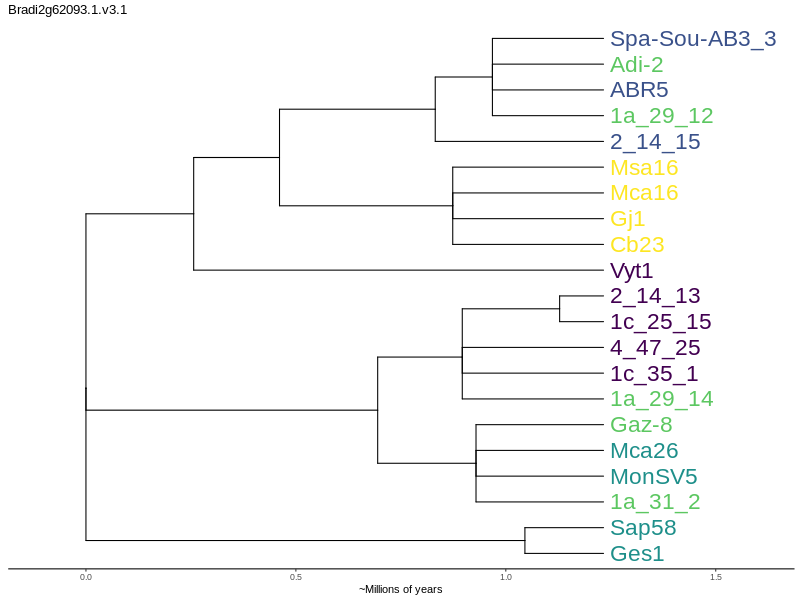 Bradi2g62093.1.v3.1
Spa-Sou-AB3_3
Adi-2
ABR5
1a_29_12
2_14_15
Msa16
Mca16
Gj1
Cb23
Vyt1
2_14_13
1c_25_15
4_47_25
1c_35_1
1a_29_14
Gaz-8
Mca26
MonSV5
1a_31_2
Sap58
Ges1
0.0 0.5 1.0 1.5
~Millions of years